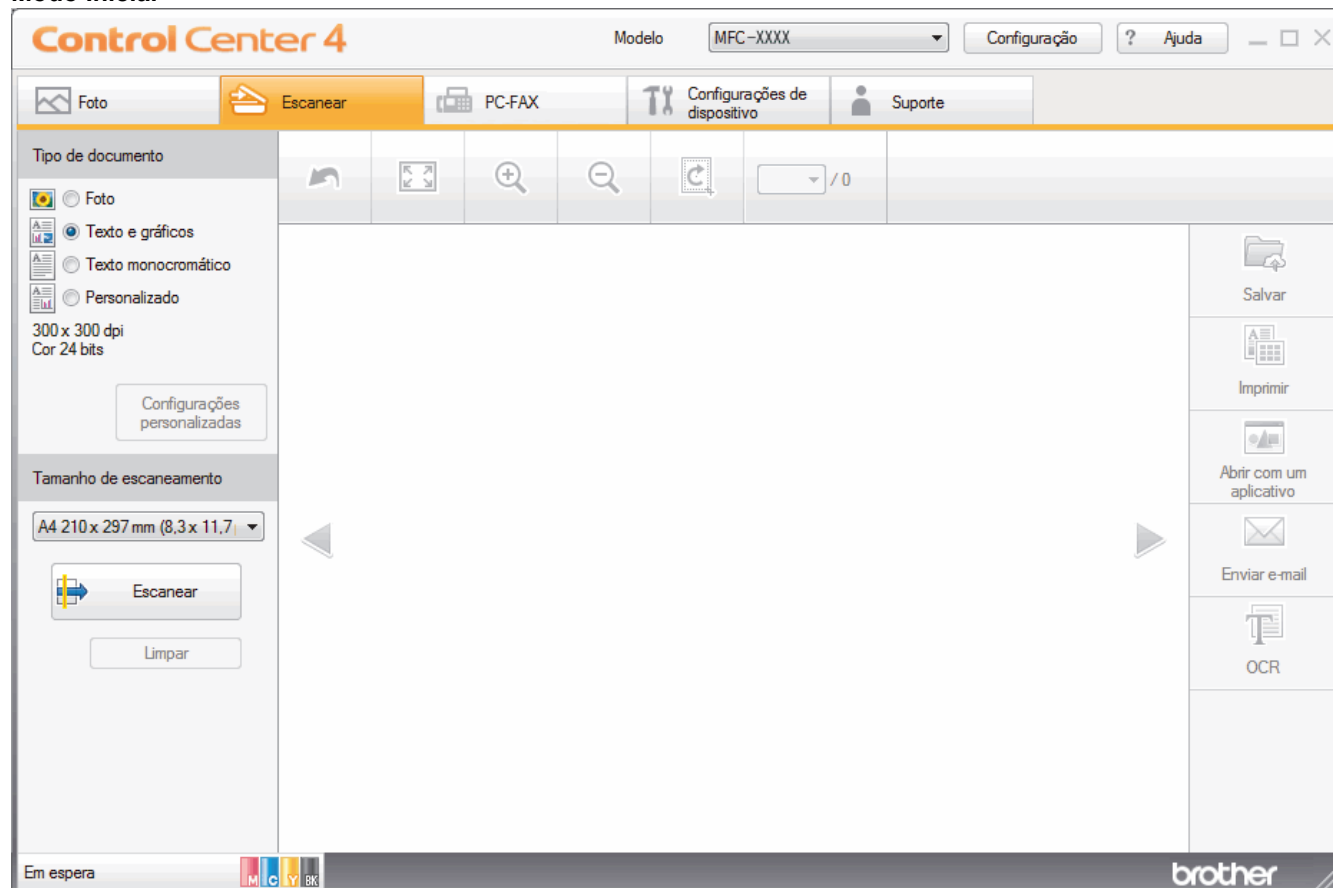 Modo Inicial
Control Center 4
Modelo
MFC-XXXX
Configuração
? Ajuda
Foto
Escanear
PC-FAX
Configurações de
dispositivo
Suporte
Tipo de documento
/ 0
Foto
Texto e gráficos
Texto monocromático
Personalizado
300 x 300 dpi
Cor 24 bits
Configurações
personalizadas
Tamanho de escaneamento
A4 210 x 297 mm (8,3 x 11,7
Escanear
Limpar
Salvar
Imprimir
Abrir com um
aplicativo
Enviar e-mail
OCR
Em espera
M C Y BK
brother